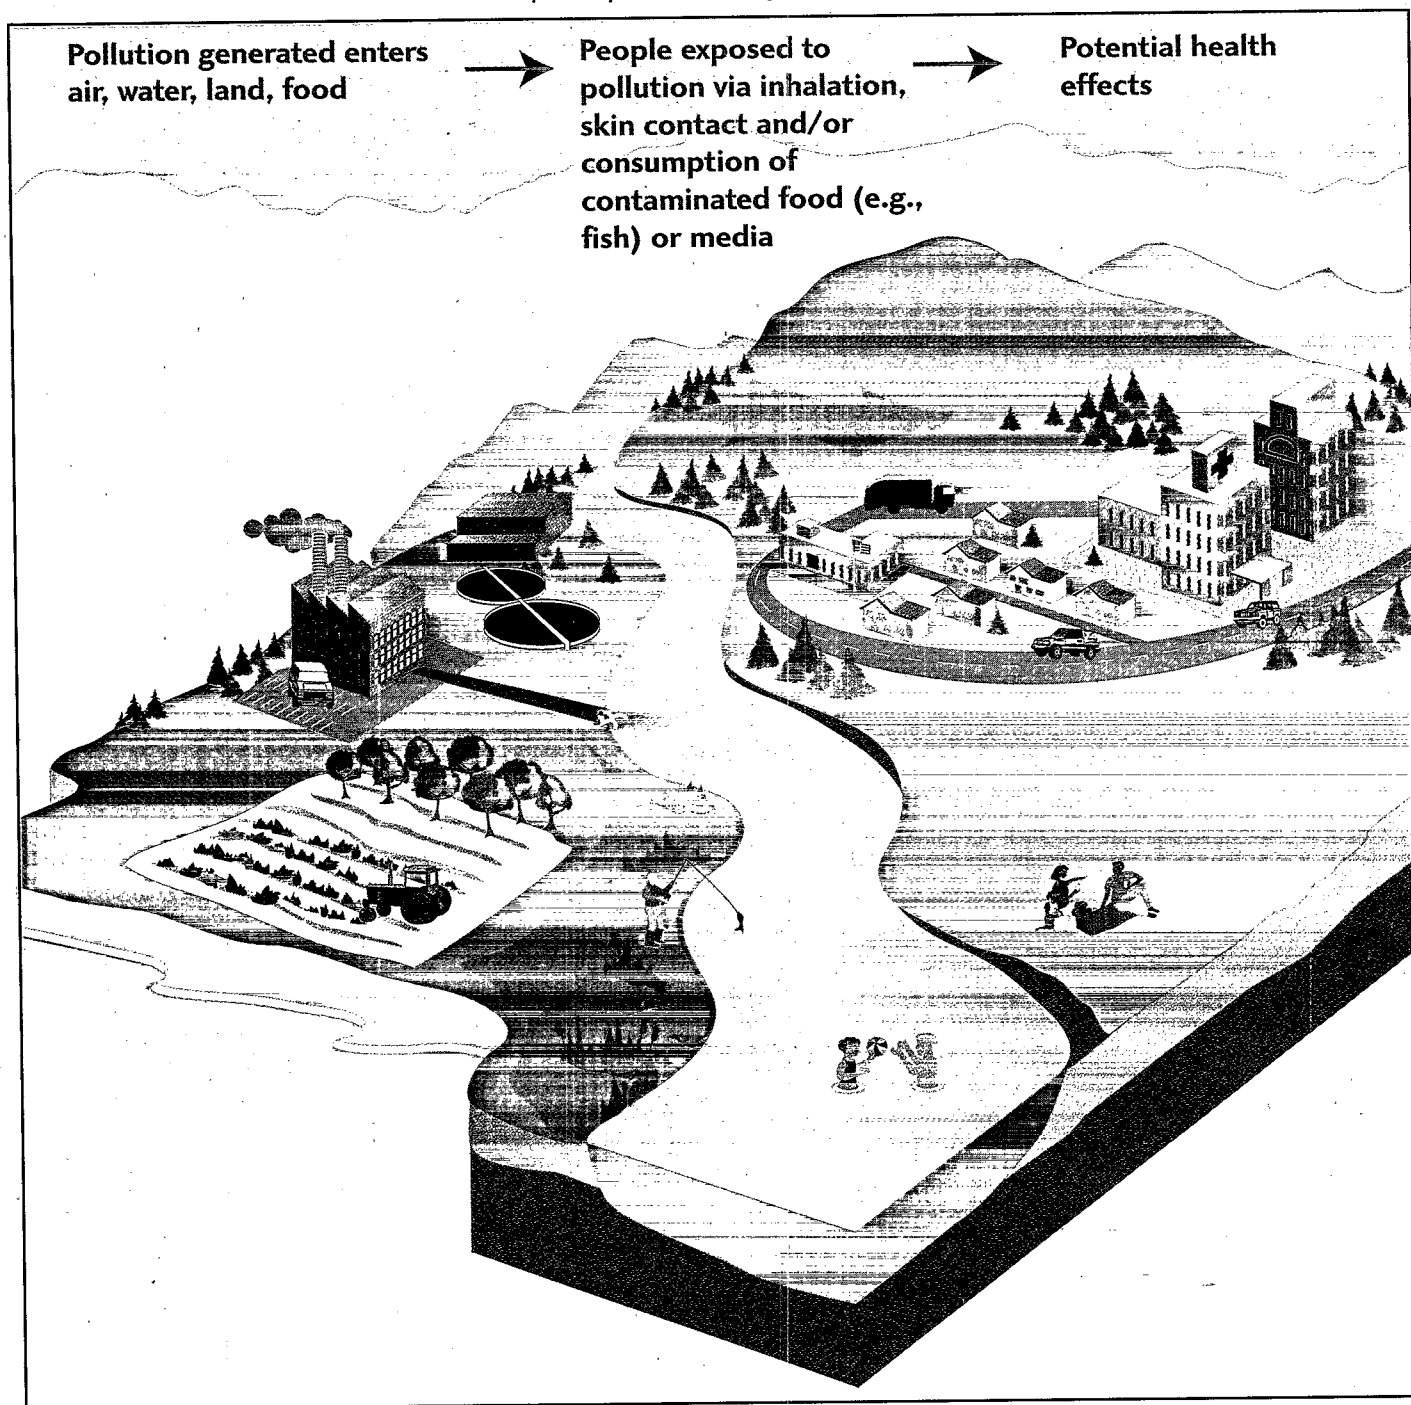 Pollution generated enters
air, water, land, food
People exposed to
pollution via inhalation,
skin contact and/or
consumption of
contaminated food (e.g.,
fish) or media
Potential health
effects